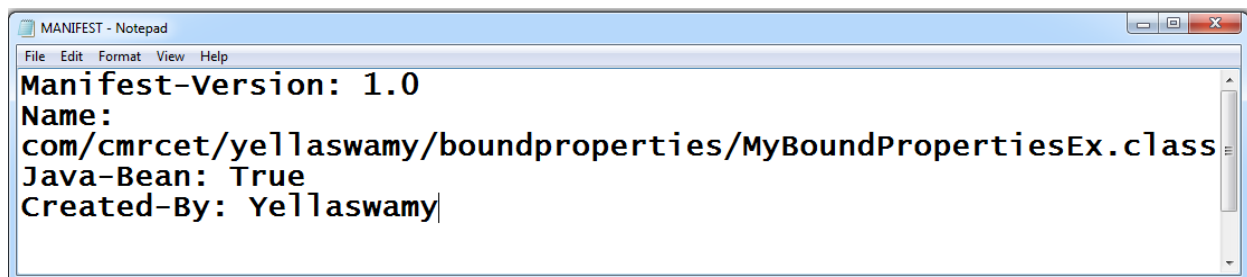 MANIFEST - Notepad
File Edit Format View Help
Manifest-Version: 1.0
Name:
com/cmrcet/yellaswamy/boundproperties/MyBoundPropertiesEx.class
Java-Bean: True
Created-By: Yellaswamy